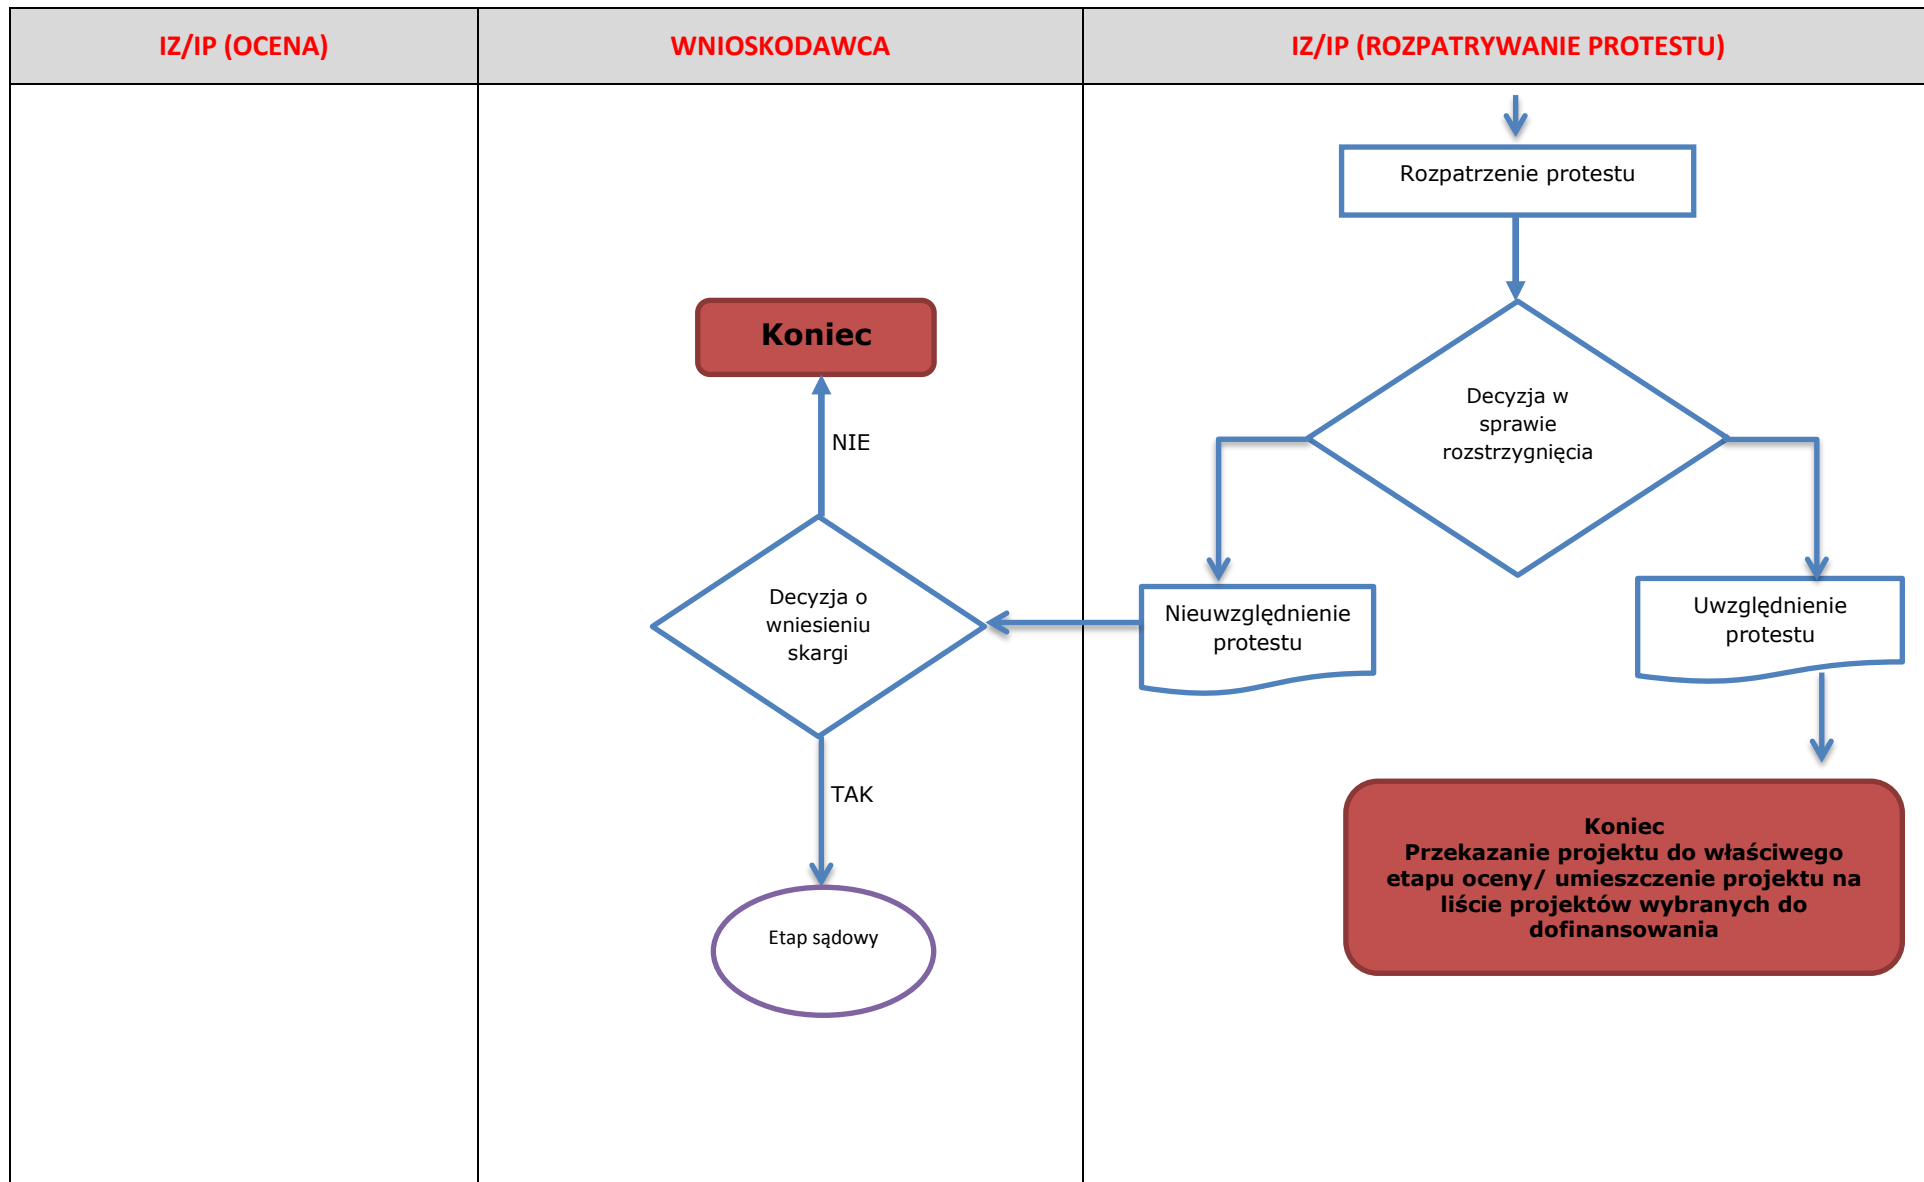 IZ/IP (OCENA)
WNIOSKODAWCA
IZ/IP (ROZPATRYWANIE PROTESTU)
Rozpatrzenie protestu
Koniec
Decyzja w
sprawie
rozstrzygnięcia
NIE
Decyzja o
wniesieniu
skargi
Nieuwzględnienie
protestu
Uwzględnienie
protestu
TAK
Koniec
Przekazanie projektu do właściwego
etapu oceny/ umieszczenie projektu na
liście projektów wybranych do
dofinansowania
Etap sądowy